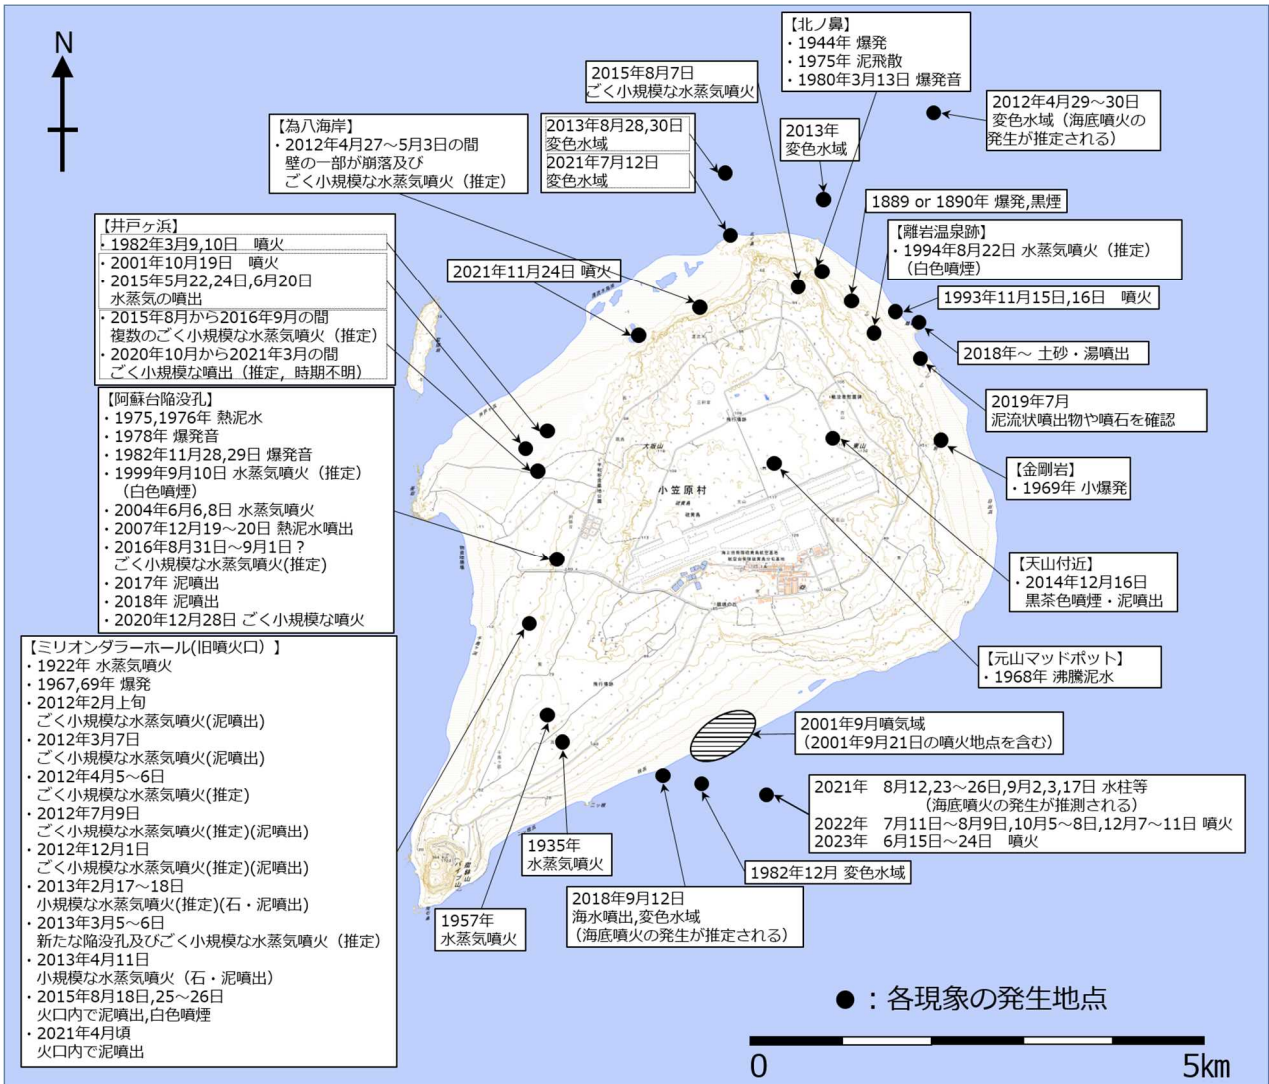 N
【北ノ鼻】
・1944年 爆発
・1975年 泥飛散
・1980年3月13日 爆発音
2015年8月7日
ごく小規模な水蒸気噴火
2012年4月29～30日
変色水域（海底噴火の
発生が推定される）
【為八海岸】
・2012年4月27～5月3日の間
壁の一部が崩落及び
ごく小規模な水蒸気噴火（推定）
2013年8月28,30日
変色水域
2021年7月12日
変色水域
2013年
変色水域
1889 or 1890年 爆発,黒煙
【離岩温泉跡】
・1994年8月22日 水蒸気噴火（推定）
（白色噴煙）
【井戸ヶ浜】
・1982年3月9,10日　噴火
・2001年10月19日　噴火
・2015年5月22,24日,6月20日
水蒸気の噴出
・2015年8月から2016年9月の間
複数のごく小規模な水蒸気噴火（推定）
・2020年10月から2021年3月の間
ごく小規模な噴出（推定，時期不明）
2021年11月24日 噴火
1993年11月15日,16日　噴火
2018年～ 土砂・湯噴出
2019年7月
泥流状噴出物や噴石を確認
【阿蘇台陥没孔】
・1975,1976年 熱泥水
・1978年 爆発音
・1982年11月28,29日 爆発音
・1999年9月10日 水蒸気噴火（推定）
（白色噴煙）
・2004年6月6,8日 水蒸気噴火
・2007年12月19～20日 熱泥水噴出
・2016年8月31日～9月1日？
ごく小規模な水蒸気噴火(推定)
・2017年 泥噴出
・2018年 泥噴出
・2020年12月28日 ごく小規模な噴火
大阪山
東山
小笠原村
硫黄島
【金剛岩】
・1969年 小爆発
【天山付近】
・2014年12月16日
黒茶色噴煙・泥噴出
【元山マッドポット】
・1968年 沸騰泥水
【ミリオンダラーホール(旧噴火口）】
・1922年 水蒸気噴火
・1967,69年 爆発
・2012年2月上旬
ごく小規模な水蒸気噴火(泥噴出)
・2012年3月7日
ごく小規模な水蒸気噴火(泥噴出)
・2012年4月5～6日
ごく小規模な水蒸気噴火(推定)
・2012年7月9日
ごく小規模な水蒸気噴火(推定)(泥噴出)
・2012年12月1日
ごく小規模な水蒸気噴火(推定)(泥噴出)
・2013年2月17～18日
小規模な水蒸気噴火(推定)(石・泥噴出)
・2013年3月5～6日
新たな陥没孔及びごく小規模な水蒸気噴火（推定）
・2013年4月11日
小規模な水蒸気噴火（石・泥噴出）
・2015年8月18日,25～26日
火口内で泥噴出,白色噴煙
・2021年4月頃
火口内で泥噴出
2001年9月噴気域
（2001年9月21日の噴火地点を含む）
2021年　8月12,23～26日,9月2,3,17日 水柱等
（海底噴火の発生が推測される）
2022年　7月11日～8月9日,10月5～8日,12月7～11日 噴火
2023年　6月15日～24日　噴火
1935年
水蒸気噴火
1982年12月 変色水域
2018年9月12日
海水噴出,変色水域
（海底噴火の発生が推定される）
1957年
水蒸気噴火
●：各現象の発生地点
0
5km